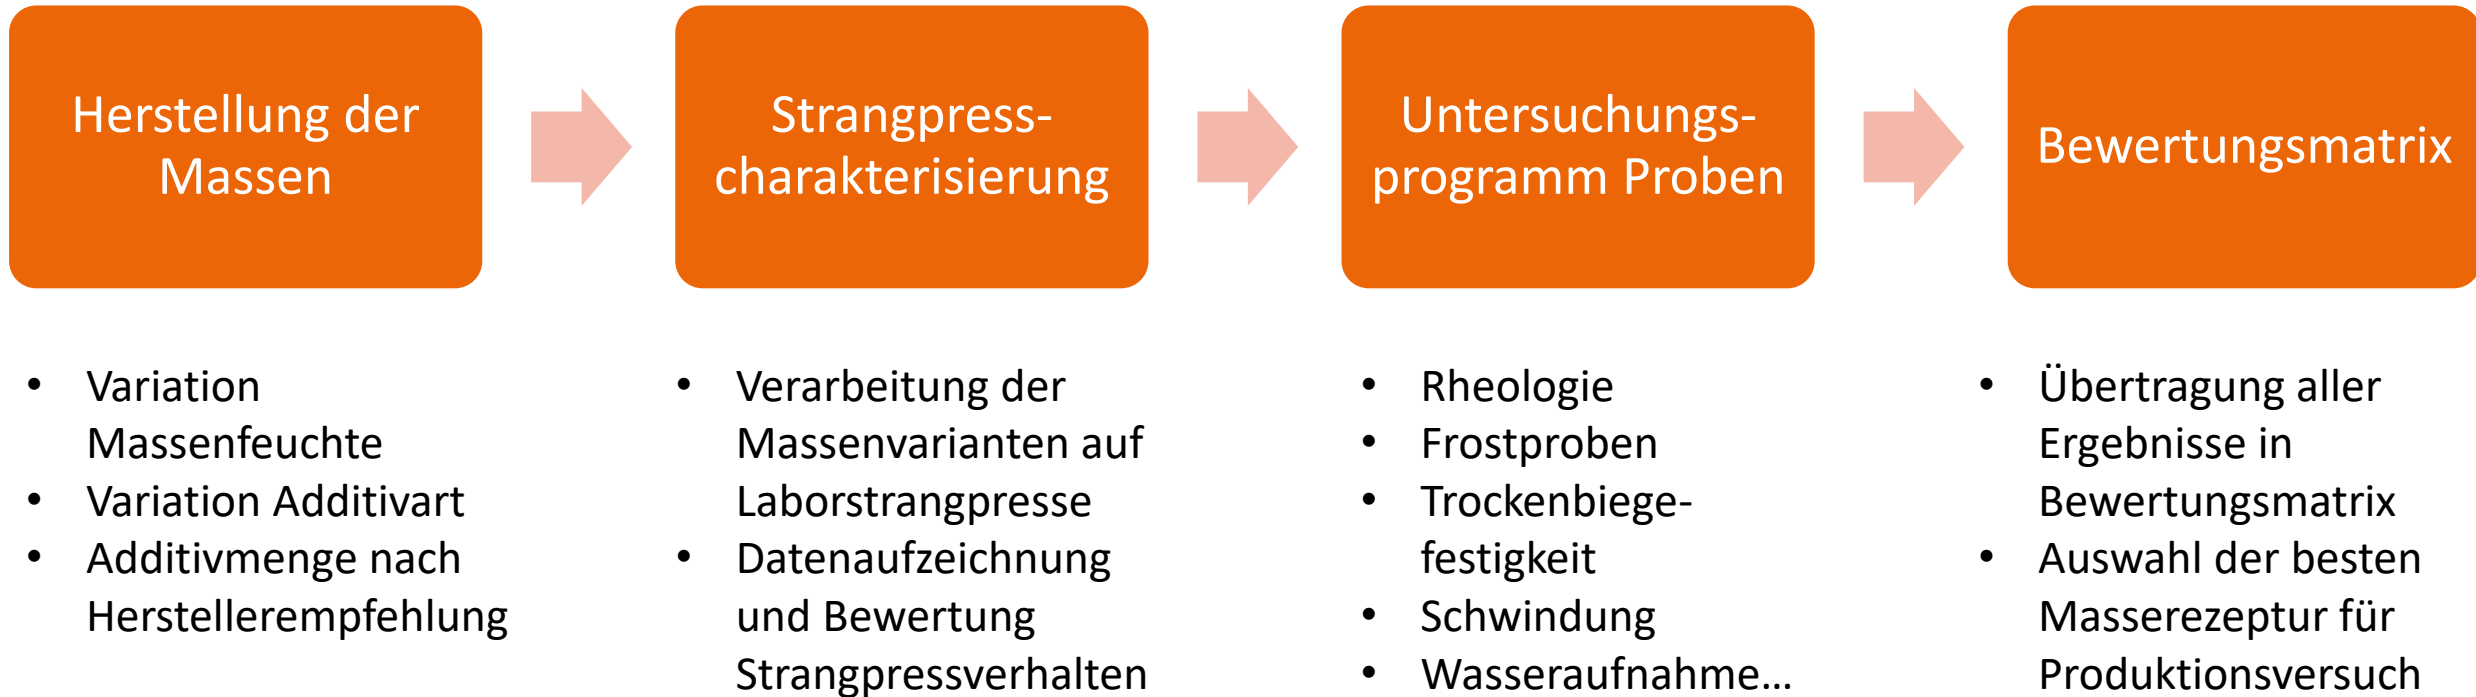 Herstellung der
Massen
Strangpress-
charakterisierung
Untersuchungs-
programm Proben
Bewertungsmatrix
• Variation
Massenfeuchte
• Variation Additivart
• Additivmenge nach
Herstellerempfehlung
• Verarbeitung der
Massenvarianten auf
Laborstrangpresse
• Datenaufzeichnung
und Bewertung
Strangpressverhalten
• Rheologie
• Frostproben
• Trockenbiege-
festigkeit
• Schwindung
• Wasseraufnahme...
• Übertragung aller
Ergebnisse in
Bewertungsmatrix
• Auswahl der besten
Masserezeptur für
Produktionsversuch